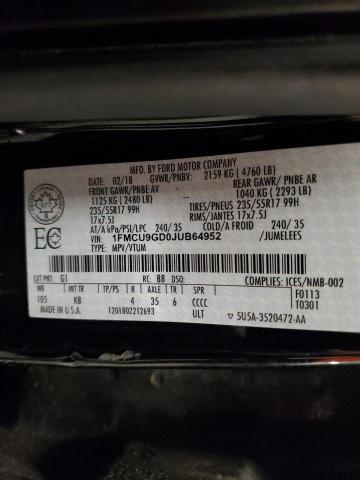 MFD. BY FORD MOTOR COMPANY
DATE: 02/18 GVWR/PNBV: 2159 KG ( 4760 LB)
FRONT GAWR/PNBE AV REAR GAWR/ PNBE AR
1125 KG ( 2480 LB) 1040 KG ( 2293 LB)
235/55R17 99H TIRES/PNEUS 235/55R17 99H
17x7.5J RIMS/JANTES 17x7.5J
AT/A kPa/PSI/LPC 240/ 35 COLD/A FROID 240/ 35
VIN: 1FMCU9GD0JUB64952 /JUMELEES
TYPE: MPV/VTUM
EC
EXT PNT: G1 RC: B8 DSO: COMPLIES: ICES/NMB-002
WB INT TR TP/PS R AXLE TR SPR F0113
105 KB 4 35 6 CCCC T0301
MADE IN U.S.A. 1201802212693 ULT 5U5A-3520472-AA